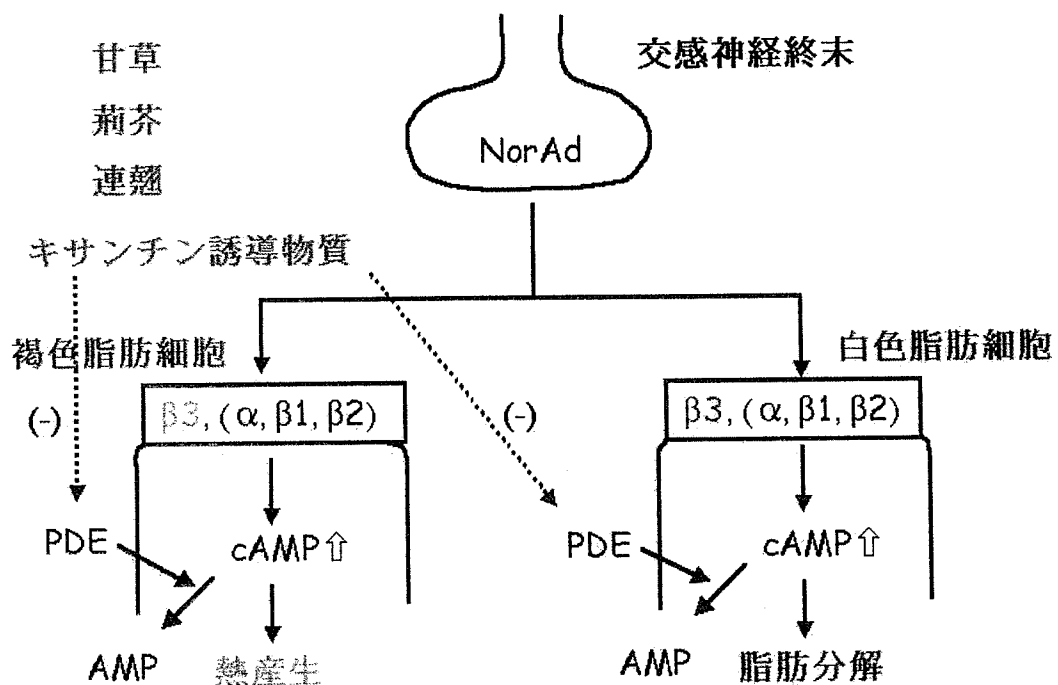 甘草
荊芥
連翹
キサンチン誘導物質
交感神経終末
NorAd
褐色脂肪細胞
白色脂肪細胞
(-)
β3, (α, β1, β2)
(-)
β3, (α, β1, β2)
PDE
cAMP⇧
PDE
cAMP⇧
AMP
熱産生
AMP
脂肪分解